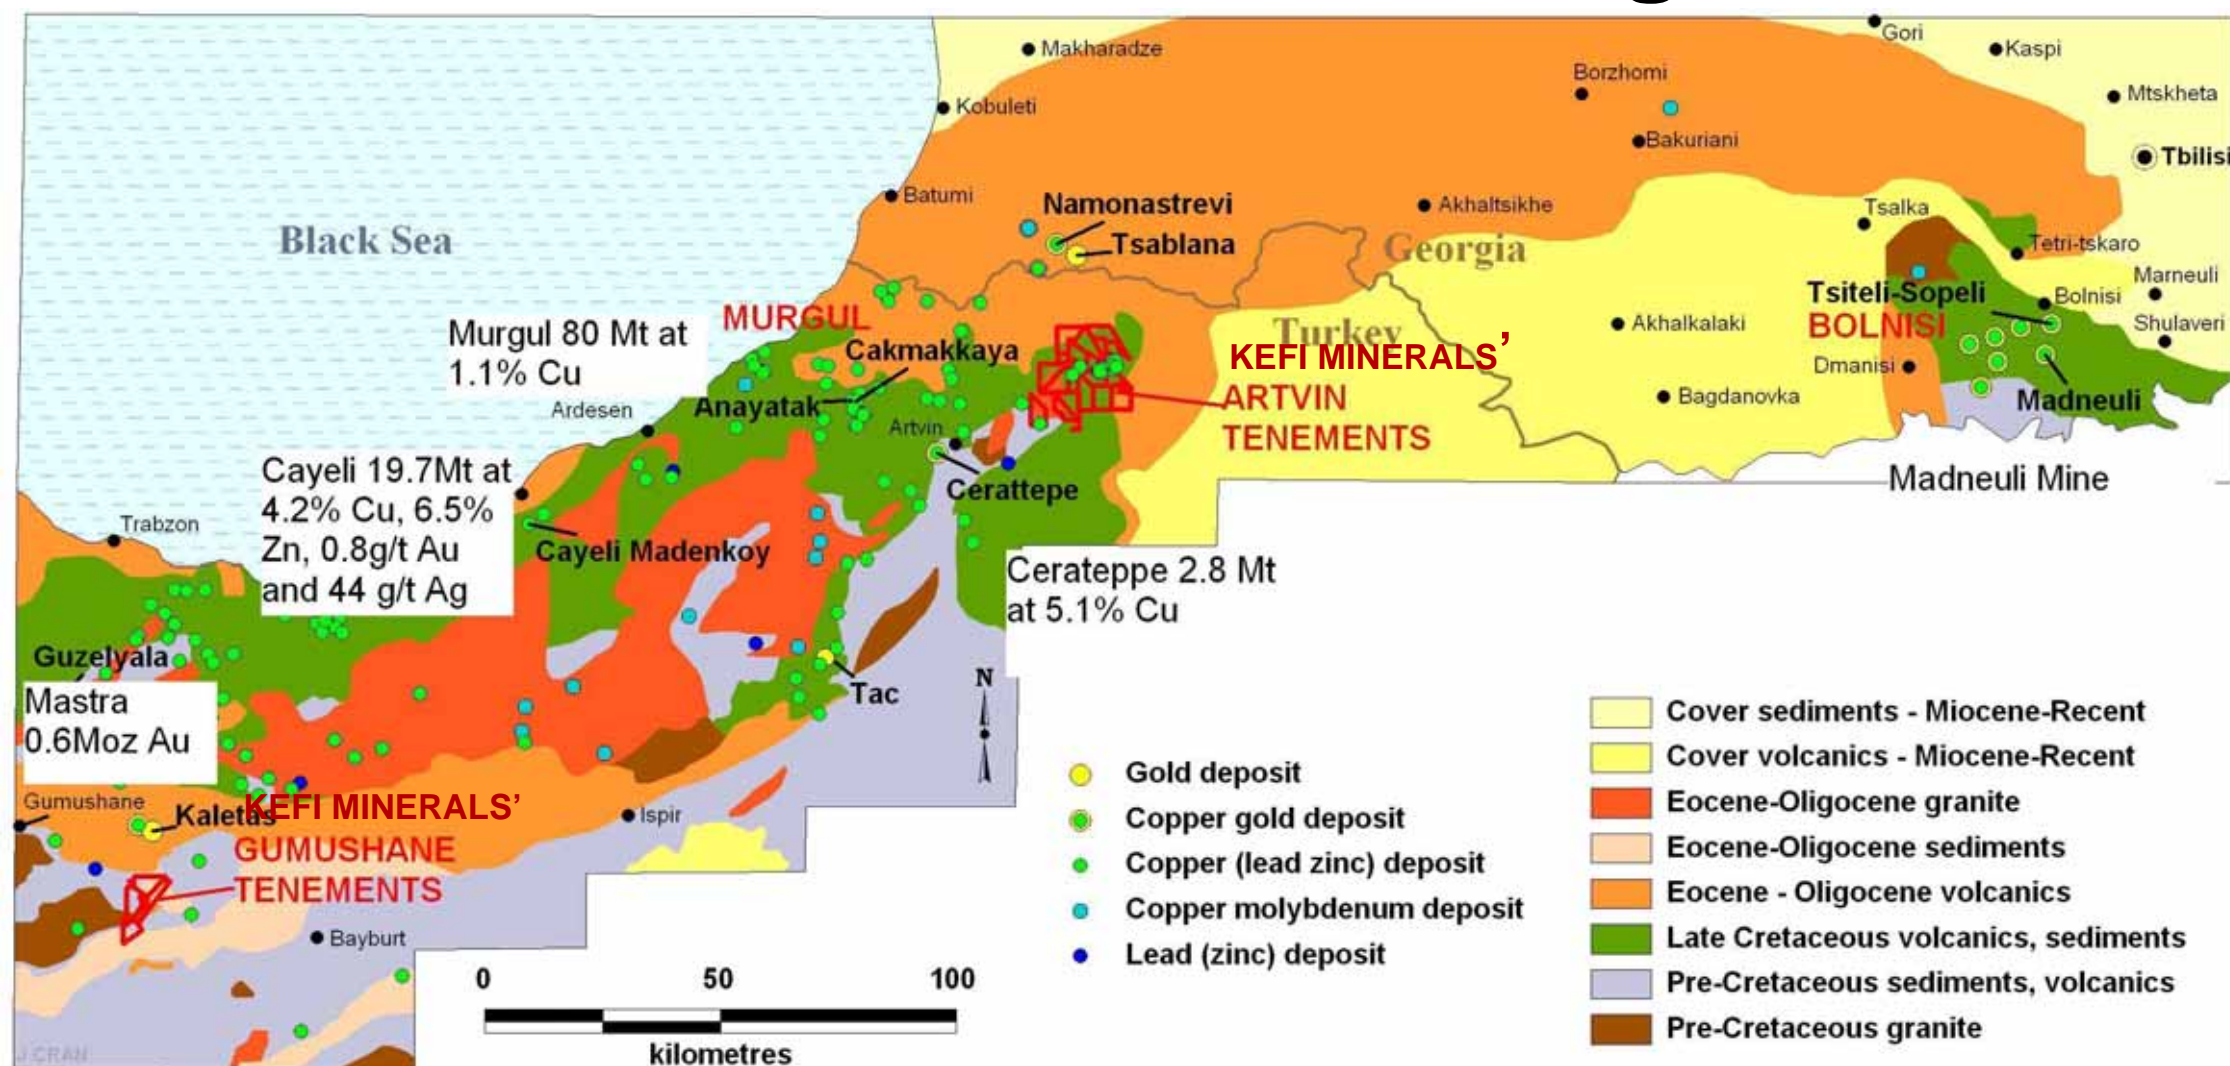 Makharadze
Kobuleti
Batumi
Gori
Kaspi
Borzhomi
Mtskheta
Bakuriani
Tbilisi
Black Sea
Namonastrevi
Tsablana
Akhaltsikhe
Georgia
Tsalka
Tetri-tskaro
Marneuli
Tsiteli-Sopeli
BOLNISI
Bolnisi
Shulaveri
Akhalkalaki
Dmanisi
Bagdanovka
Madneuli
Madneuli Mine
Murgul 80 Mt at
1.1% Cu
MURGUL
Cakmakkaya
Turkey
KEFI MINERALS’
ARTVIN
TENEMENTS
Anayatak
Ardesen
Artvin
Cerattepe
Cayeli 19.7Mt at
4.2% Cu, 6.5%
Zn, 0.8g/t Au
and 44 g/t Ag
Trabzon
Cayeli Madenkoy
Cerateppe 2.8 Mt
at 5.1% Cu
Guzelyala
Mastra
0.6Moz Au
Tac
N
Gumushane
Kaletas
KEFI MINERALS’
GUMUSHANE
TENEMENTS
Ispir
Bayburt
J CRAN
0 50 100
kilometres
Gold deposit
Copper gold deposit
Copper (lead zinc) deposit
Copper molybdenum deposit
Lead (zinc) deposit
Cover sediments - Miocene-Recent
Cover volcanics - Miocene-Recent
Eocene-Oligocene granite
Eocene-Oligocene sediments
Eocene - Oligocene volcanics
Late Cretaceous volcanics, sediments
Pre-Cretaceous sediments, volcanics
Pre-Cretaceous granite